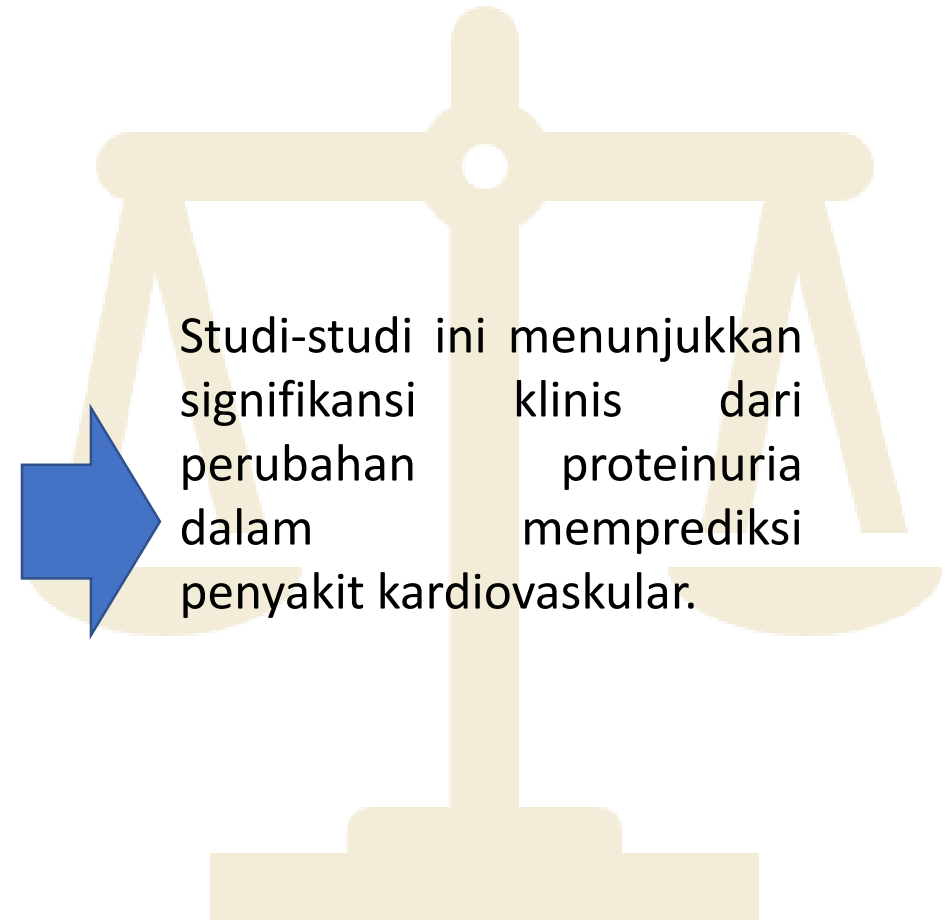 Studi-studi ini menunjukkan
signifikansi klinis dari
perubahan proteinuria
dalam memprediksi
penyakit kardiovaskular.